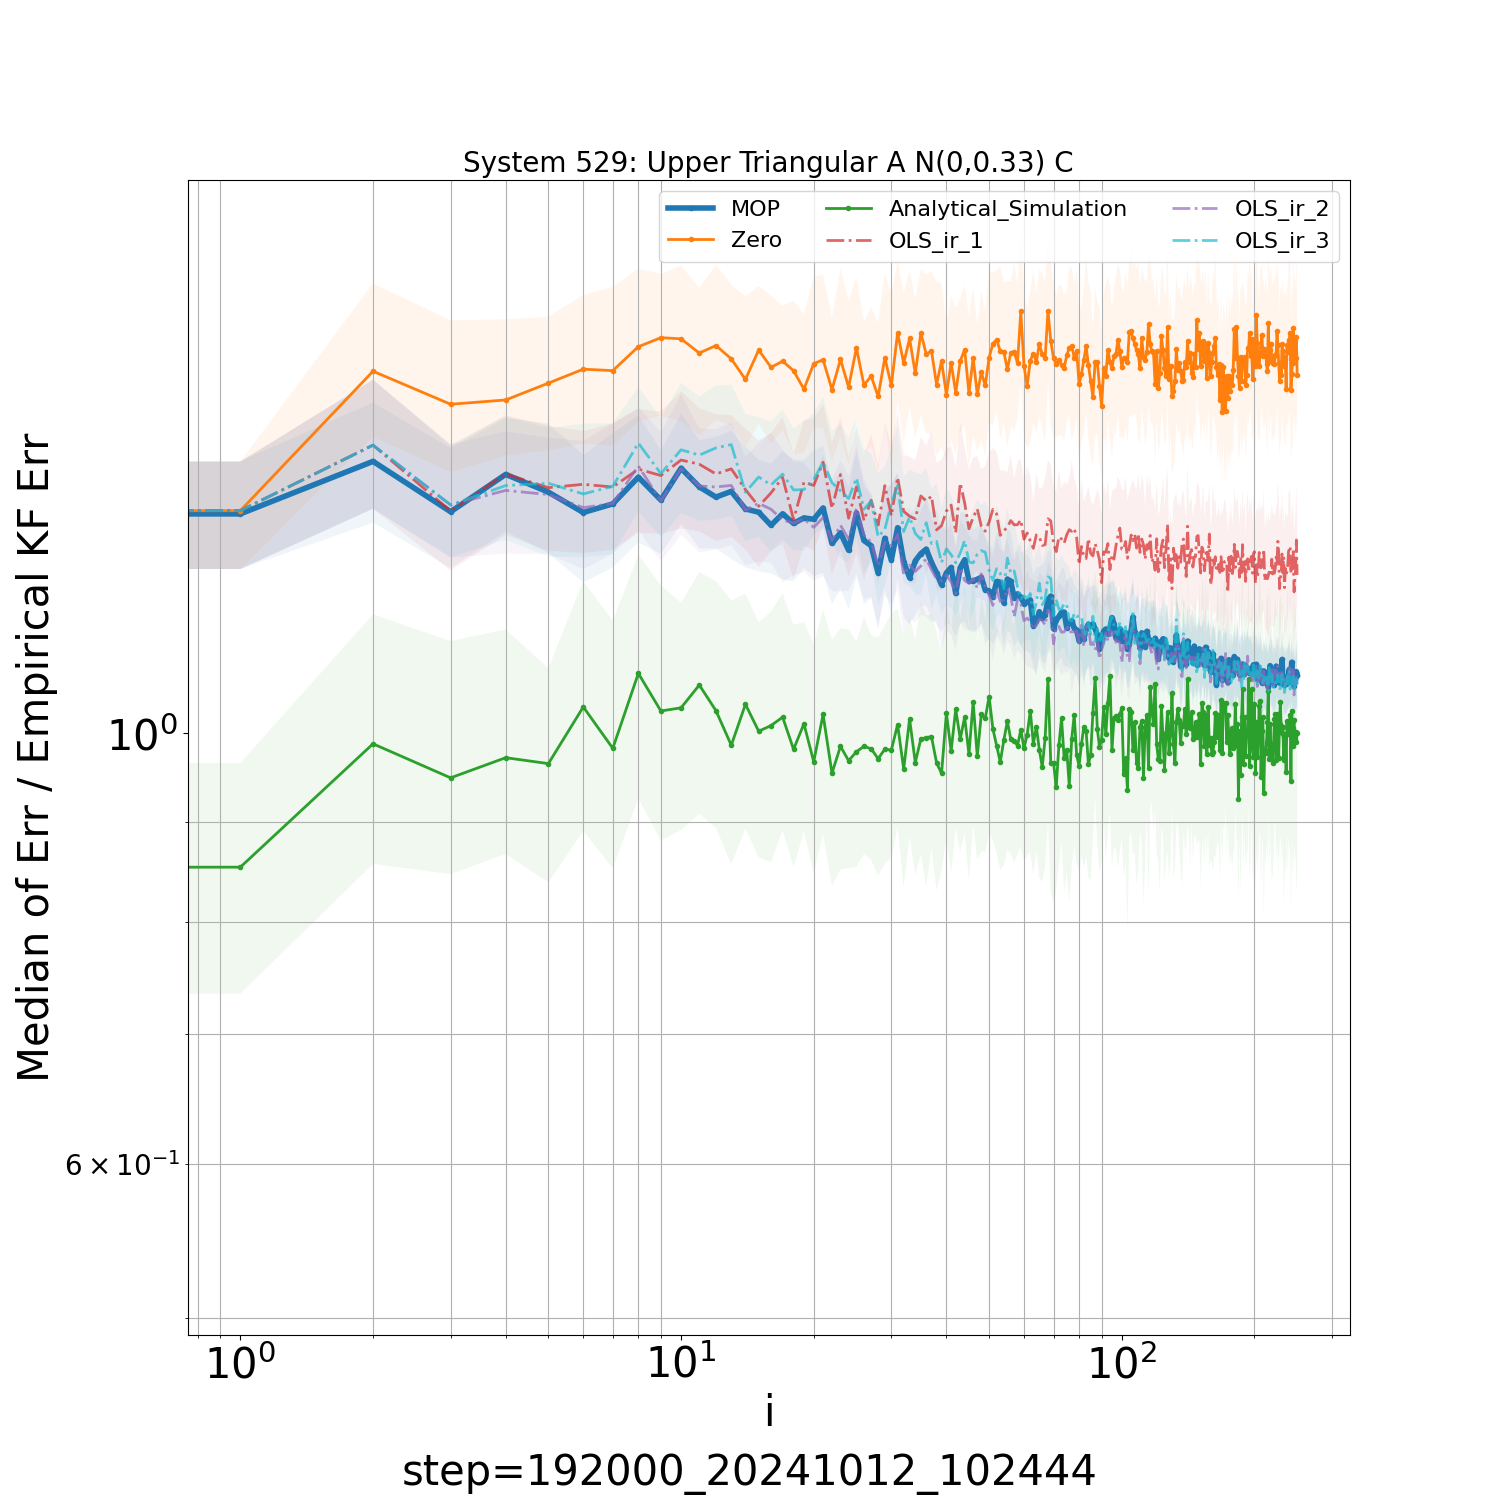 System 529: Upper Triangular A N(0,0.33) C
MOP
Zero
Analytical_Simulation
OLS_ir_1
OLS_ir_2
OLS_ir_3
Median of Err / Empirical KF Err
10⁰
6 × 10⁻¹
10⁰ 10¹ 10²
i
step=192000_20241012_102444